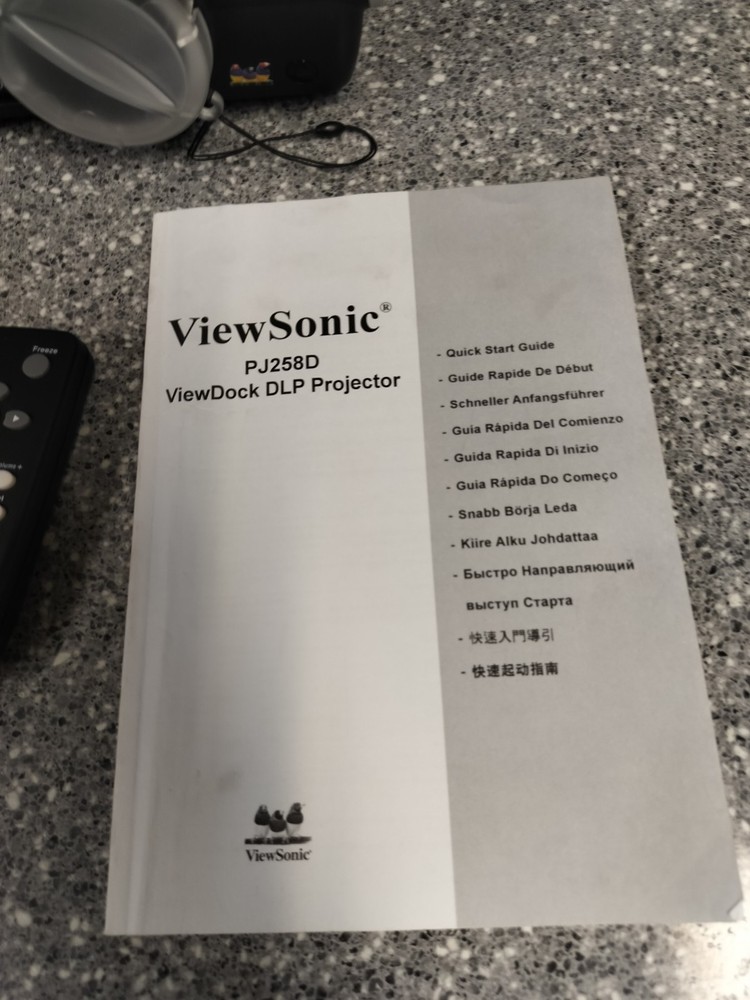 Freeze
ViewSonic®
PJ258D
ViewDock DLP Projector
- Quick Start Guide
- Guide Rapide De Début
- Schneller Anfangsführer
- Guia Rápida Del Comienzo
- Guida Rapida Di Inizio
- Guia Rápida Do Começo
- Snabb Börja Leda
- Kiire Alku Johdattaa
- Быстро Направляющий
выступ Старта
- 快速入門導引
- 快速起动指南
ViewSonic